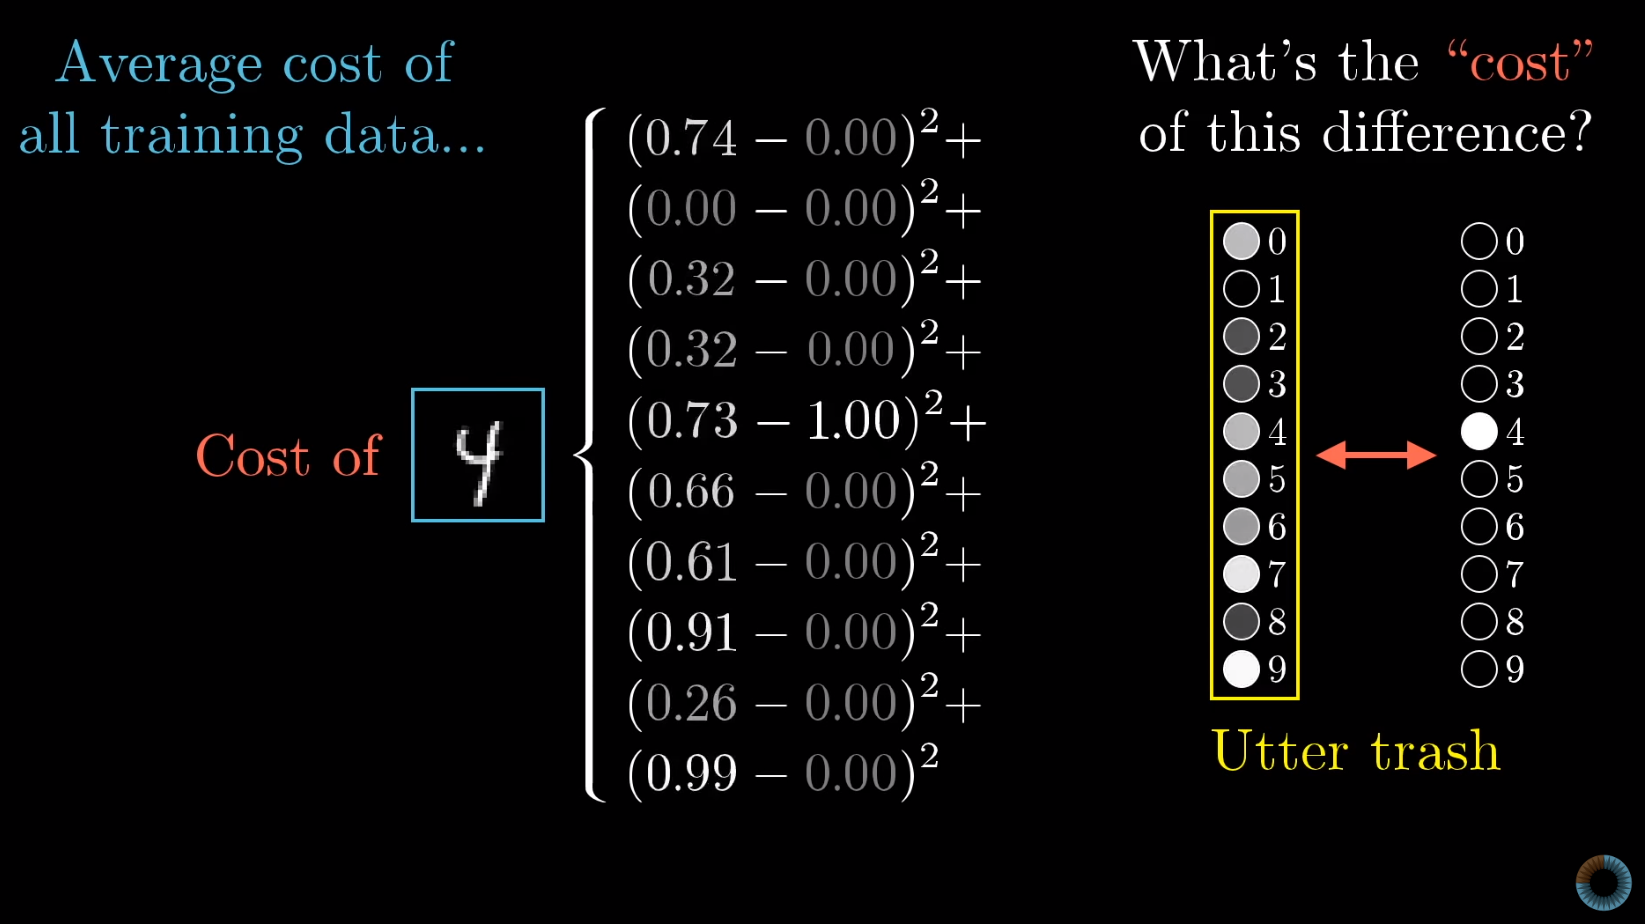 Average cost of
all training data...
What's the “cost”
of this difference?
Cost of
4
(0.74 − 0.00)²+
(0.00 − 0.00)²+
(0.32 − 0.00)²+
(0.32 − 0.00)²+
(0.73 − 1.00)²+
(0.66 − 0.00)²+
(0.61 − 0.00)²+
(0.91 − 0.00)²+
(0.26 − 0.00)²+
(0.99 − 0.00)²
0 0
1 1
2 2
3 3
4 4
5 5
6 6
7 7
8 8
9 9
Utter trash